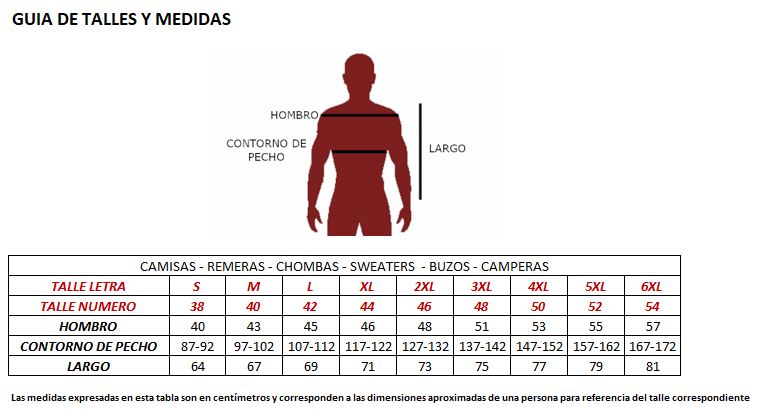 GUIA DE TALLES Y MEDIDAS
HOMBRO
CONTORNO DE
PECHO
LARGO
CAMISAS - REMERAS - CHOMBAS - SWEATERS - BUZOS - CAMPERAS
TALLE LETRA S M L XL 2XL 3XL 4XL 5XL 6XL
TALLE NUMERO 38 40 42 44 46 48 50 52 54
HOMBRO 40 43 45 46 48 51 53 55 57
CONTORNO DE PECHO 87-92 97-102 107-112 117-122 127-132 137-142 147-152 157-162 167-172
LARGO 64 67 69 71 73 75 77 79 81
Las medidas expresadas en esta tabla son en centímetros y corresponden a las dimensiones aproximadas de una persona para referencia del talle correspondiente